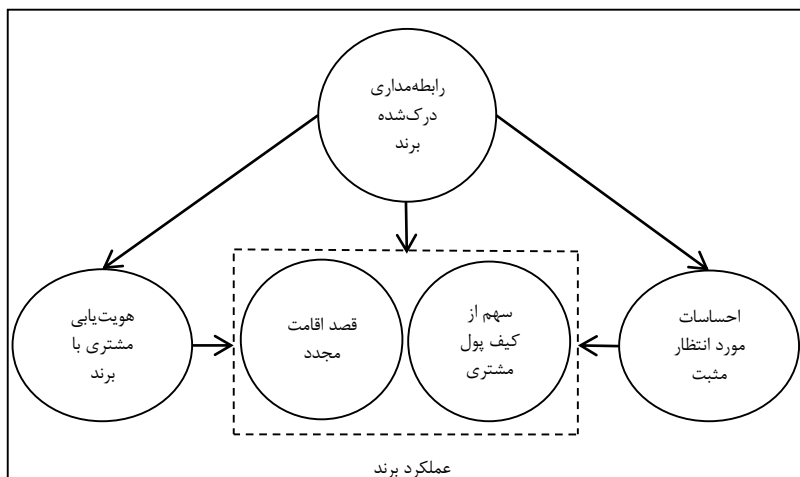 رابطه‌مداری
درک‌شده
برند
احساسات
مورد انتظار
مثبت
سهم از
کیف پول
مشتری
قصد اقامت
مجدد
هویت‌یابی
مشتری با
برند
عملکرد برند